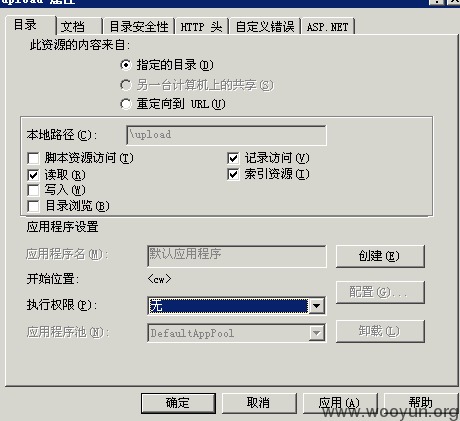 upload 属性
目录 文档 目录安全性 HTTP 头 自定义错误 ASP.NET
此资源的内容来自:
指定的目录(D)
另一台计算机上的共享(S)
重定向到 URL(U)
本地路径(C): \upload
脚本资源访问(T) 记录访问(V)
读取(R) 索引资源(I)
写入(W)
目录浏览(B)
应用程序设置
应用程序名(M): 默认应用程序 创建(E)
开始位置: <cw>
执行权限(P): 无 配置(G)...
应用程序池(N): DefaultAppPool 卸载(L)
确定 取消 应用(A) 帮助
www.wooyun.org